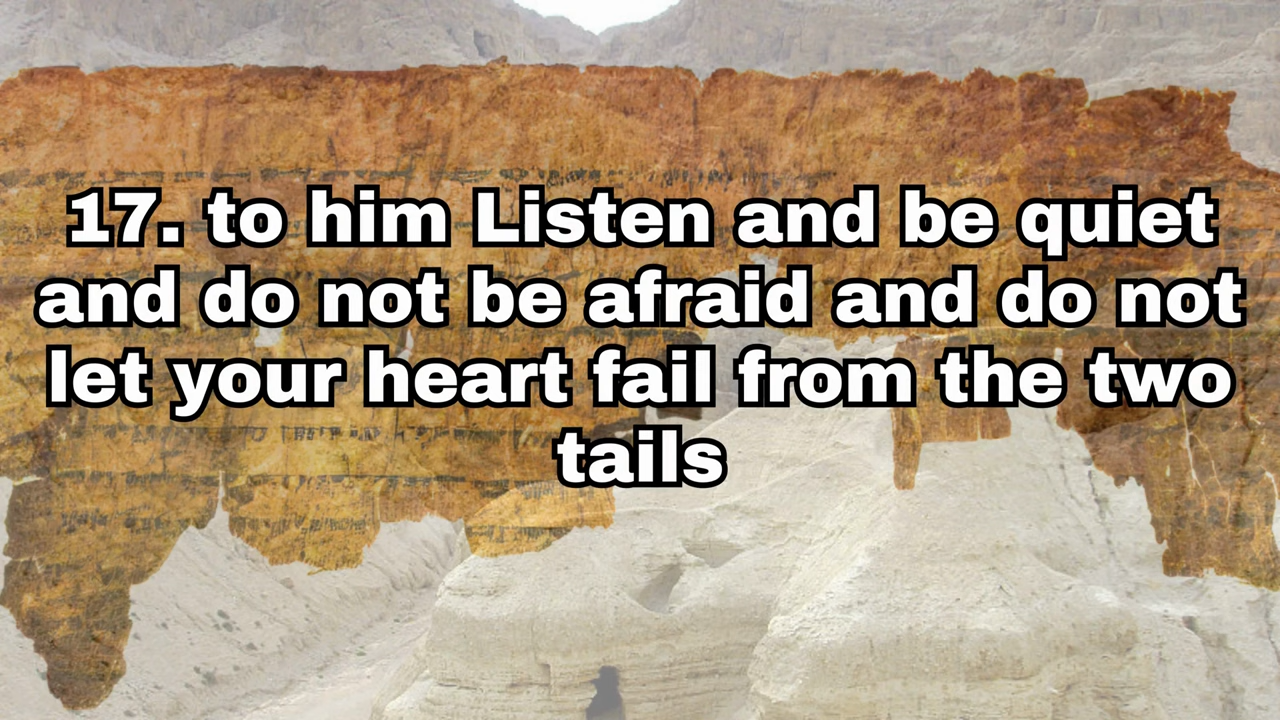 17. to him Listen and be quiet
and do not be afraid and do not
let your heart fail from the two
tails